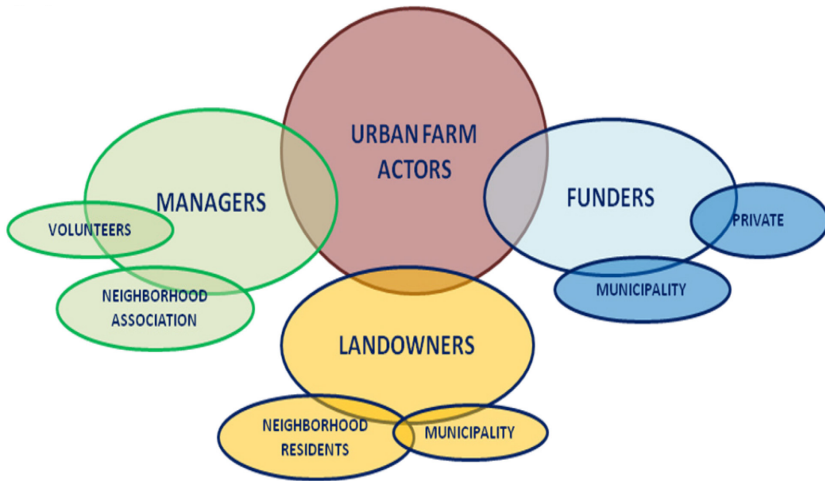 URBAN FARM
ACTORS
MANAGERS
VOLUNTEERS
NEIGHBORHOOD
ASSOCIATION
FUNDERS
PRIVATE
MUNICIPALITY
LANDOWNERS
NEIGHBORHOOD
RESIDENTS
MUNICIPALITY